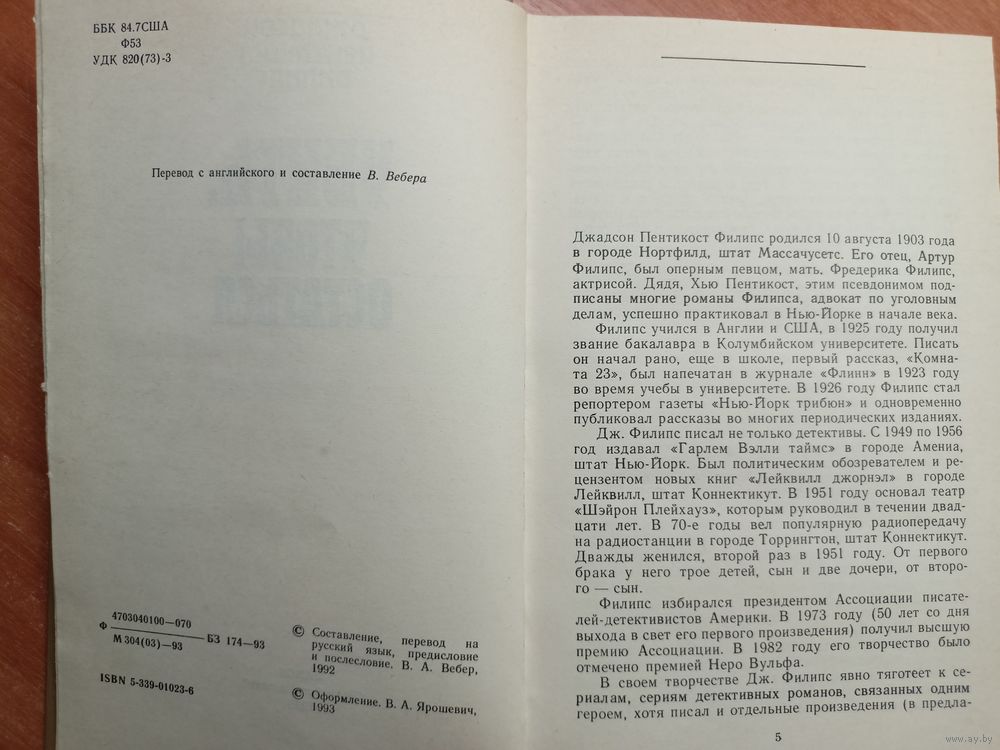 ББК 84.7США
Ф53
УДК 820(73)-3
Перевод с английского и составление В. Вебера
4703040100—070
Ф
БЗ 174—93
М 304(03)—93
ISBN 5-339-01023-6
© Составление, перевод на
русский язык, предисловие
и послесловие. В. А. Вебер,
1992
© Оформление. В. А. Ярошевич,
1993
Джадсон Пентикост Филипс родился 10 августа 1903 года
в городе Нортфилд, штат Массачусетс. Его отец, Артур
Филипс, был оперным певцом, мать. Фредерика Филипс,
актрисой. Дядя, Хью Пентикост, этим псевдонимом под-
писаны многие романы Филипса, адвокат по уголовным
делам, успешно практиковал в Нью-Йорке в начале века.
Филипс учился в Англии и США, в 1925 году получил
звание бакалавра в Колумбийском университете. Писать
он начал рано, еще в школе, первый рассказ, «Комна-
та 23», был напечатан в журнале «Флинн» в 1923 году
во время учебы в университете. В 1926 году Филипс стал
репортером газеты «Нью-Йорк трибюн» и одновременно
публиковал рассказы во многих периодических изданиях.
Дж. Филипс писал не только детективы. С 1949 по 1956
год издавал «Гарлем Вэлли таймс» в городе Амениа,
штат Нью-Йорк. Был политическим обозревателем и ре-
цензентом новых книг «Лейквилл джорнэл» в городе
Лейквилл, штат Коннектикут. В 1951 году основал театр
«Шэйрон Плейхауз», которым руководил в течении двад-
цати лет. В 70-е годы вел популярную радиопередачу
на радиостанции в городе Торрингтон, штат Коннектикут.
Дважды женился, второй раз в 1951 году. От первого
брака у него трое детей, сын и две дочери, от второ-
го — сын.
Филипс избирался президентом Ассоциации писате-
лей-детективистов Америки. В 1973 году (50 лет со дня
выхода в свет его первого произведения) получил высшую
премию Ассоциации. В 1982 году его творчество было
отмечено премией Неро Вульфа.
В своем творчестве Дж. Филипс явно тяготеет к се-
риалам, сериям детективных романов, связанных одним
героем, хотя писал и отдельные произведения (в предла-
5
www.ay.by